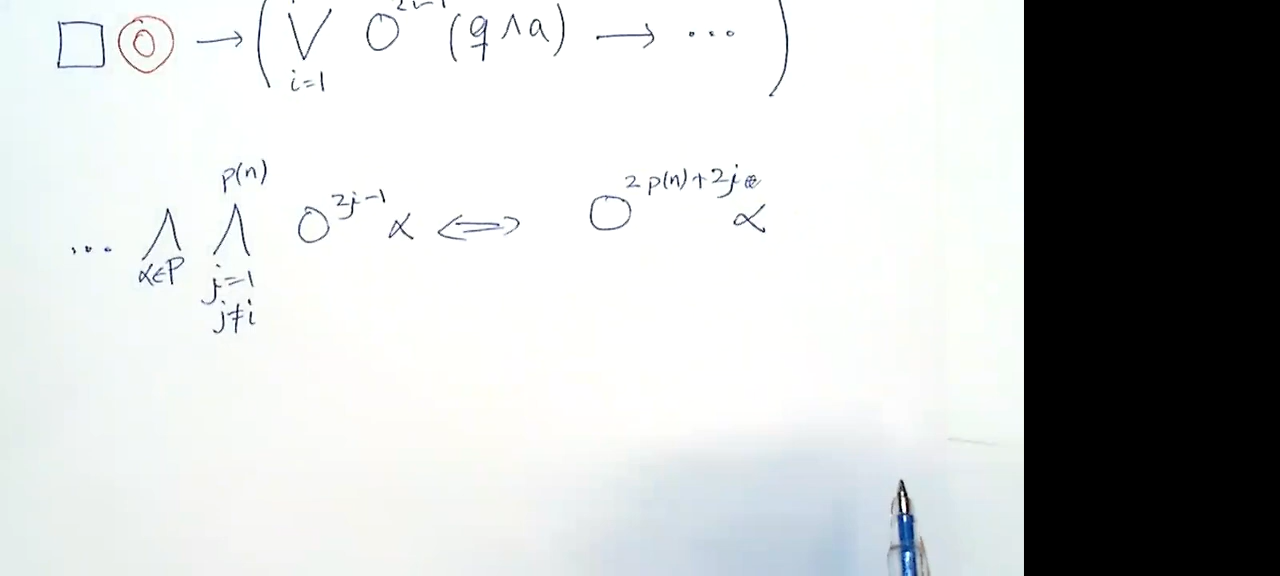 □ ◎ → ( ⋁_{i=1} O^{2i-1} (q ∧ a) → ... )
... ⋀_{α∈P} ⋀_{j=1, j≠i}^{p(n)} O^{2j-1} α ⟺ O^{2p(n)+2j} α